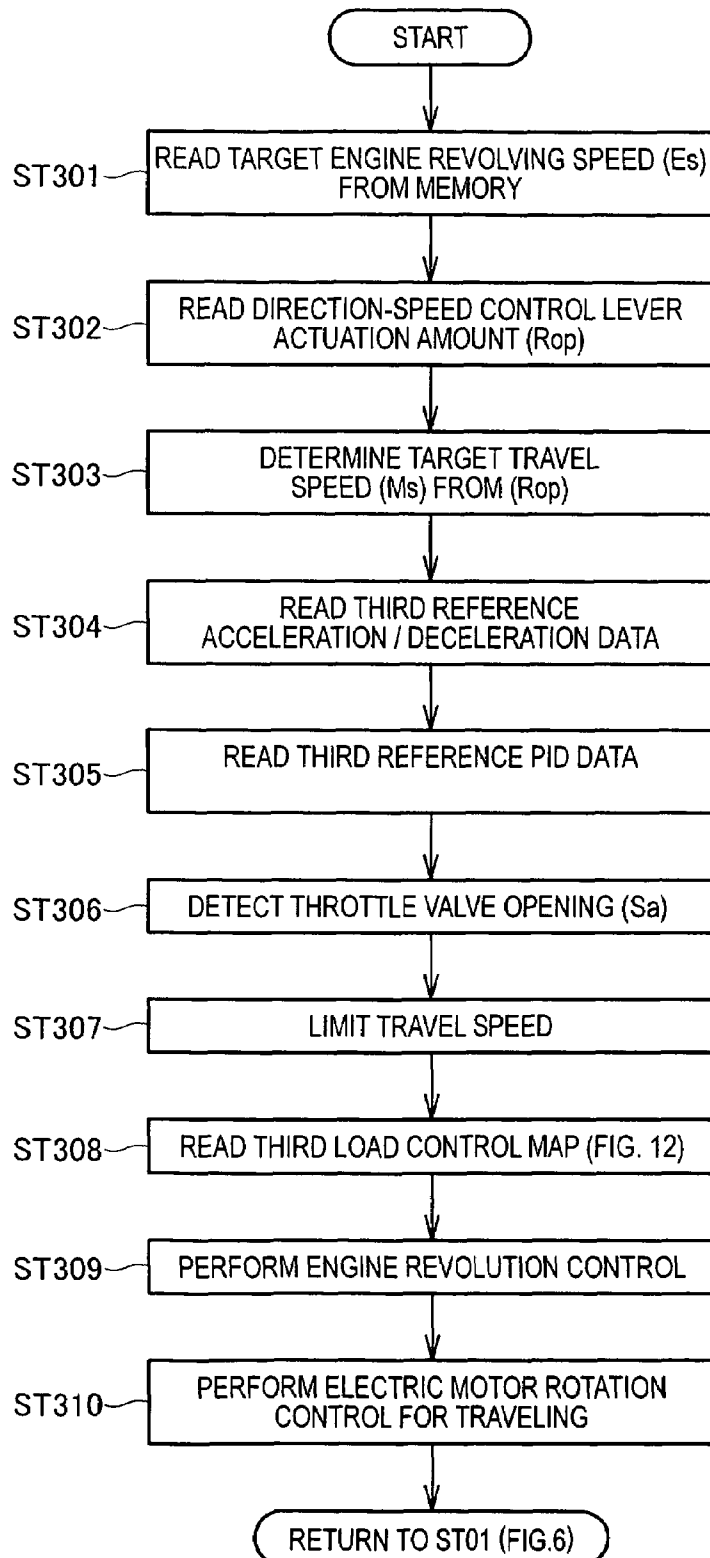 START
ST301
READ TARGET ENGINE REVOLVING SPEED (Es)
FROM MEMORY
ST302
READ DIRECTION-SPEED CONTROL LEVER
ACTUATION AMOUNT (Rop)
ST303
DETERMINE TARGET TRAVEL
SPEED (Ms) FROM (Rop)
ST304
READ THIRD REFERENCE
ACCELERATION / DECELERATION DATA
ST305
READ THIRD REFERENCE PID DATA
ST306
DETECT THROTTLE VALVE OPENING (Sa)
ST307
LIMIT TRAVEL SPEED
ST308
READ THIRD LOAD CONTROL MAP (FIG. 12)
ST309
PERFORM ENGINE REVOLUTION CONTROL
ST310
PERFORM ELECTRIC MOTOR ROTATION
CONTROL FOR TRAVELING
RETURN TO ST01 (FIG.6)